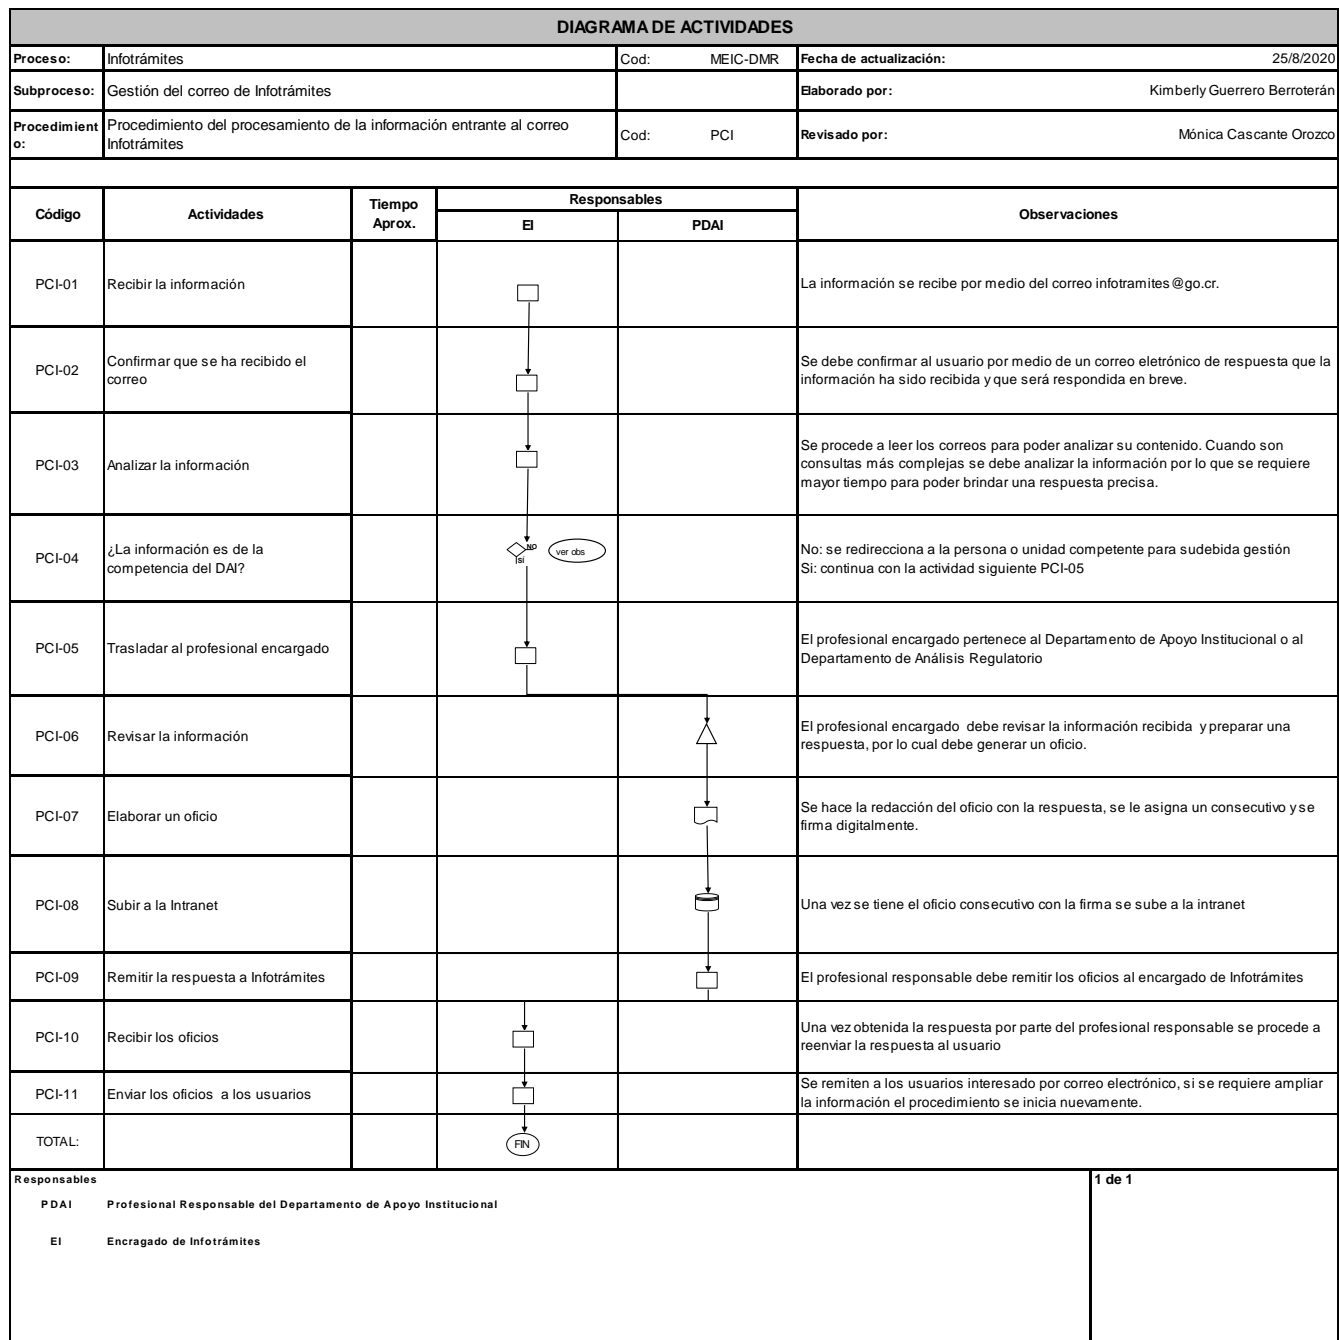 DIAGRAMA DE ACTIVIDADES
Proceso: Infotrámites Cod: MEIC-DMR Fecha de actualización: 25/8/2020
Subproceso: Gestión del correo de Infotrámites Elaborado por: Kimberly Guerrero Berroterán
Procedimient
o:
Procedimiento del procesamiento de la información entrante al correo
Infotrámites
Cod: PCI Revisado por: Mónica Cascante Orozco
Código Actividades Tiempo
Aprox.
Responsables
EI PDAI
Observaciones
PCI-01 Recibir la información La información se recibe por medio del correo infotramites@go.cr.
PCI-02 Confirmar que se ha recibido el
correo
Se debe confirmar al usuario por medio de un correo eletrónico de respuesta que la
información ha sido recibida y que será respondida en breve.
PCI-03 Analizar la información
Se procede a leer los correos para poder analizar su contenido. Cuando son
consultas más complejas se debe analizar la información por lo que se requiere
mayor tiempo para poder brindar una respuesta precisa.
PCI-04 ¿La información es de la
competencia del DAI?
NO
SÍ
ver obs
No: se redirecciona a la persona o unidad competente para sudebida gestión
Si: continua con la actividad siguiente PCI-05
PCI-05 Trasladar al profesional encargado
El profesional encargado pertenece al Departamento de Apoyo Institucional o al
Departamento de Análisis Regulatorio
PCI-06 Revisar la información
El profesional encargado debe revisar la información recibida y preparar una
respuesta, por lo cual debe generar un oficio.
PCI-07 Elaborar un oficio
Se hace la redacción del oficio con la respuesta, se le asigna un consecutivo y se
firma digitalmente.
PCI-08 Subir a la Intranet Una vez se tiene el oficio consecutivo con la firma se sube a la intranet
PCI-09 Remitir la respuesta a Infotrámites El profesional responsable debe remitir los oficios al encargado de Infotrámites
PCI-10 Recibir los oficios
Una vez obtenida la respuesta por parte del profesional responsable se procede a
reenviar la respuesta al usuario
PCI-11 Enviar los oficios a los usuarios
Se remiten a los usuarios interesado por correo electrónico, si se requiere ampliar
la información el procedimiento se inicia nuevamente.
TOTAL: FIN
Responsables
PDAI Profesional Responsable del Departamento de Apoyo Institucional
EI Encragado de Infotrámites
1 de 1